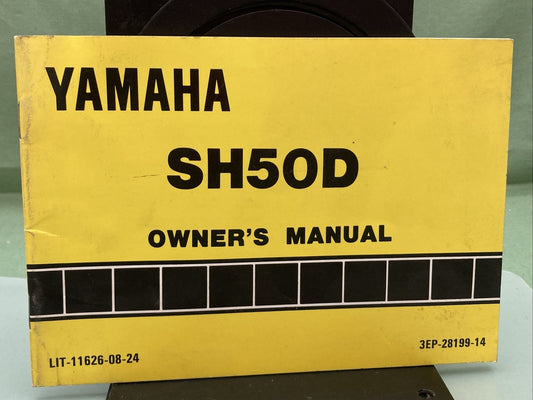 YAMAHA
SH50D
OWNER'S MANUAL
LIT-11626-08-24
3EP-28199-14